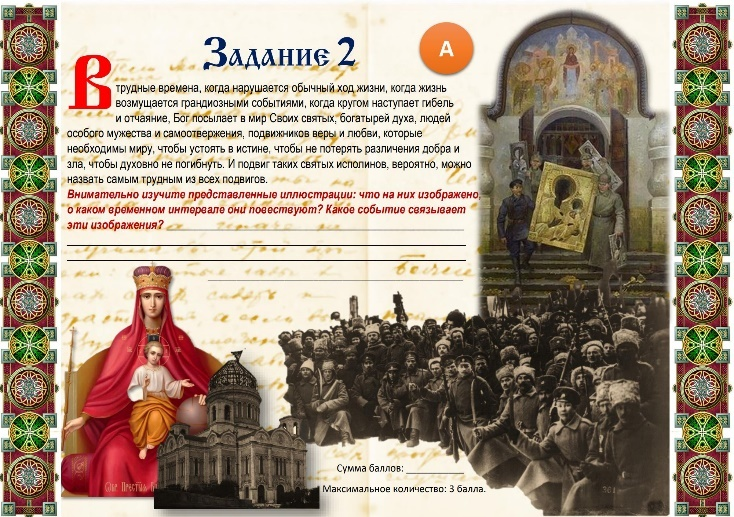 Задание 2
А
В трудные времена, когда нарушается обычный ход жизни, когда жизнь
возмущается грандиозными событиями, когда кругом наступает гибель
и отчаяние, Бог посылает в мир Своих святых, богатырей духа, людей
особого мужества и самоотвержения, подвижников веры и любви, которые
необходимы миру, чтобы устоять в истине, чтобы не потерять различения добра и
зла, чтобы духовно не погибнуть. И подвиг таких святых исполинов, вероятно, можно
назвать самым трудным из всех подвигов.
Внимательно изучите представленные иллюстрации: что на них изображено,
о каком временном интервале они повествуют? Какое событие связывает
эти изображения?
Сумма баллов: ____________
Максимальное количество: 3 балла.